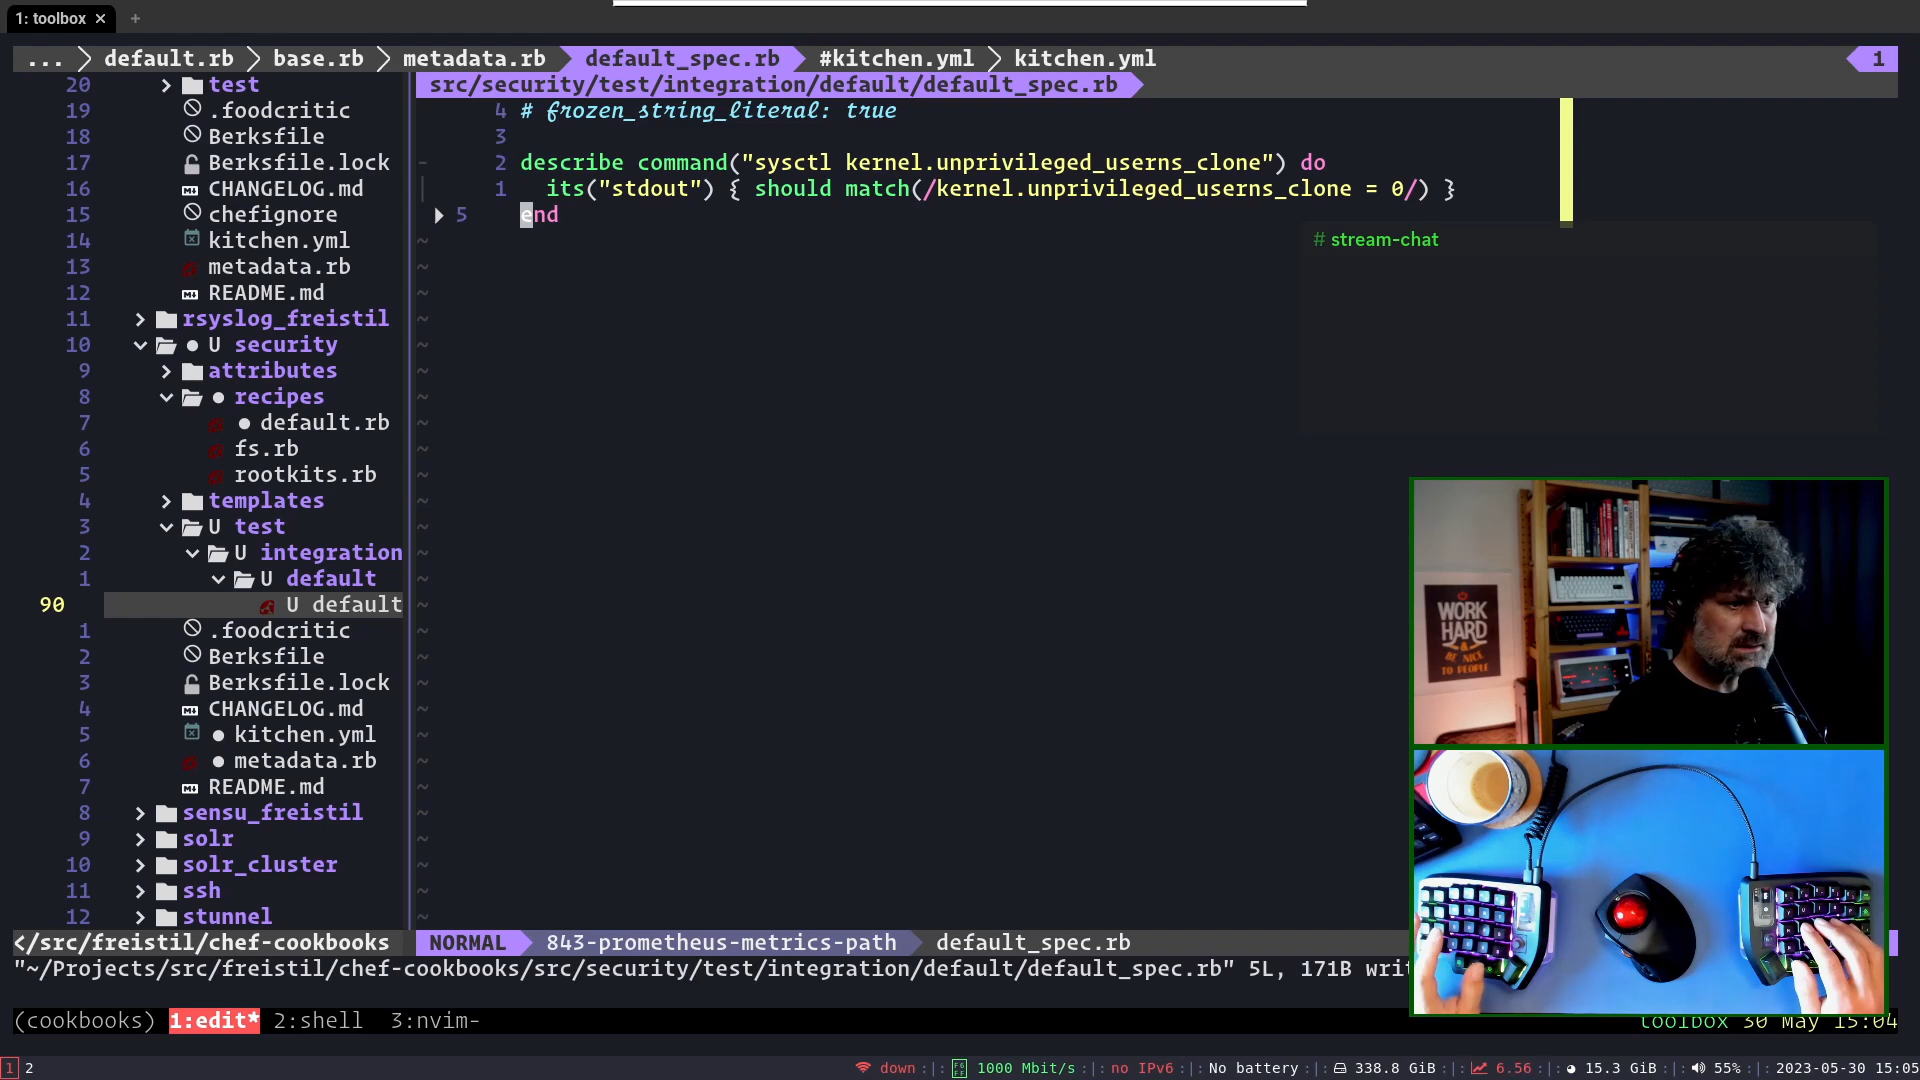 1: toolbox × +
... default.rb base.rb metadata.rb default_spec.rb #kitchen.yml kitchen.yml 1
20 test
19 .foodcritic
18 Berksfile
17 Berksfile.lock
16 CHANGELOG.md
15 chefignore
14 kitchen.yml
13 metadata.rb
12 README.md
11 rsyslog_freistil
10 U security
9 attributes
8 recipes
7 default.rb
6 fs.rb
5 rootkits.rb
4 templates
3 U test
2 U integration
1 U default
90 U default
1 .foodcritic
2 Berksfile
3 Berksfile.lock
4 CHANGELOG.md
5 kitchen.yml
6 metadata.rb
7 README.md
8 sensu_freistil
9 solr
10 solr_cluster
11 ssh
12 stunnel
src/security/test/integration/default/default_spec.rb
4 # frozen_string_literal: true
3
2 describe command("sysctl kernel.unprivileged_userns_clone") do
1 its("stdout") { should match(/kernel.unprivileged_userns_clone = 0/) }
5 end
# stream-chat
WORK
HARD
&
BE NICE
TO PEOPLE
</src/freistil/chef-cookbooks NORMAL 843-prometheus-metrics-path default_spec.rb
"~/Projects/src/freistil/chef-cookbooks/src/security/test/integration/default/default_spec.rb" 5L, 171B writ
(cookbooks) 1:edit* 2:shell 3:nvim- toolbox 30 May 15:04
1 2 down 1000 Mbit/s no IPv6 No battery 338.8 GiB 6.56 15.3 GiB 55% 2023-05-30 15:05